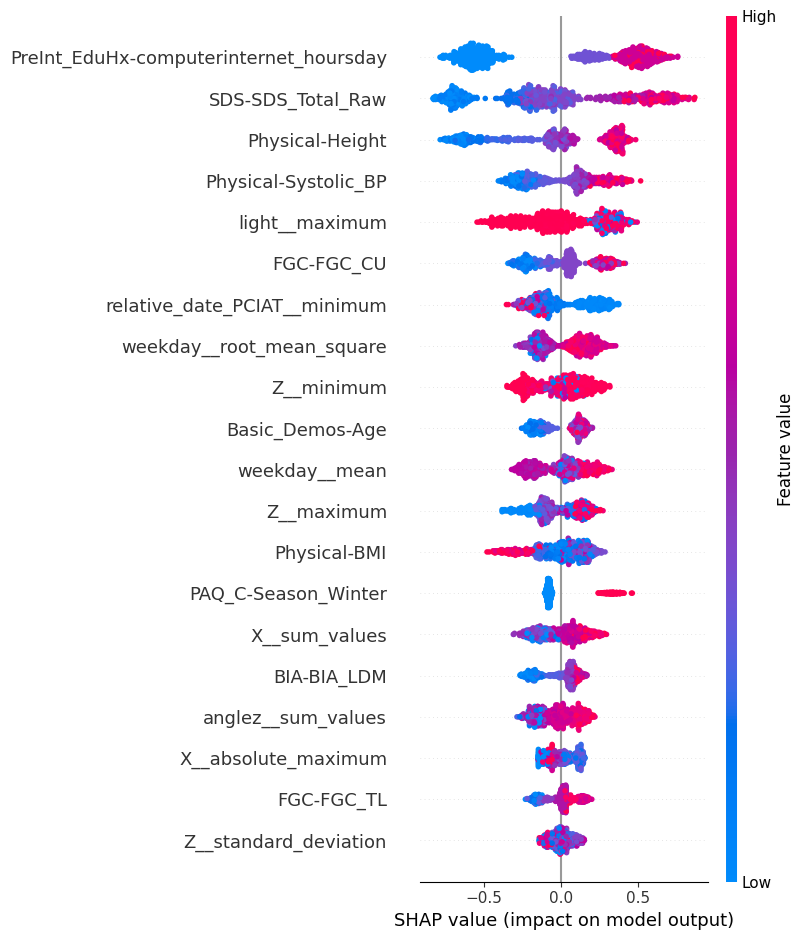 High
PreInt_EduHx-computerinternet_hoursday
SDS-SDS_Total_Raw
Physical-Height
Physical-Systolic_BP
light__maximum
FGC-FGC_CU
relative_date_PCIAT__minimum
weekday__root_mean_square
Z__minimum
Basic_Demos-Age
weekday__mean
Z__maximum
Physical-BMI
PAQ_C-Season_Winter
X__sum_values
BIA-BIA_LDM
anglez__sum_values
X__absolute_maximum
FGC-FGC_TL
Z__standard_deviation
Feature value
Low
−0.5 0.0 0.5
SHAP value (impact on model output)